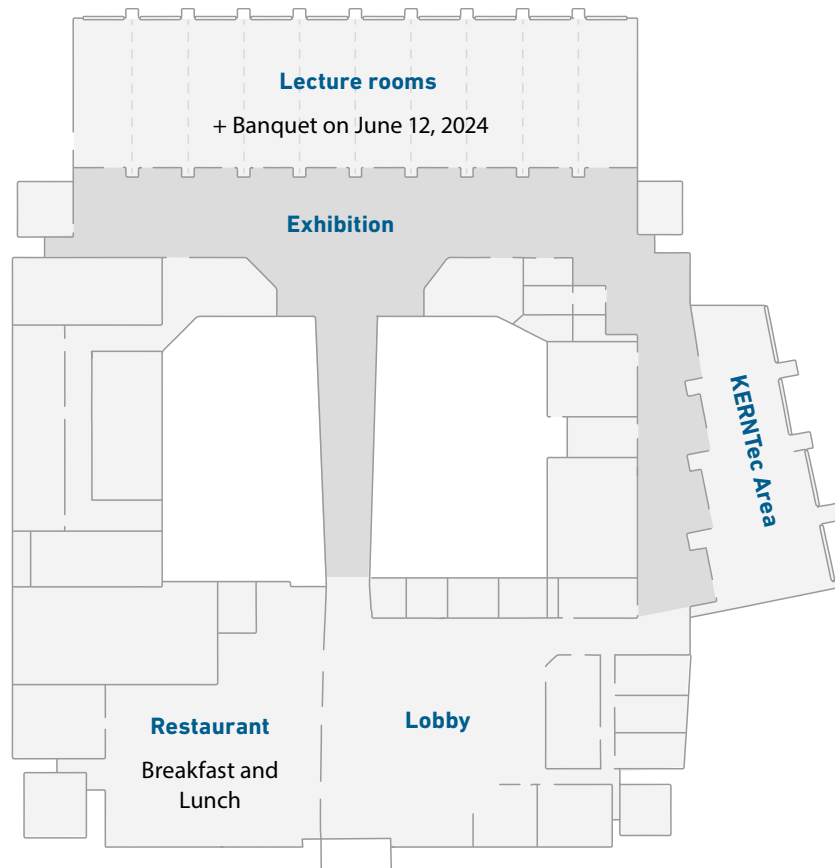 Lecture rooms
+ Banquet on June 12, 2024
Exhibition
KERNTec Area
Restaurant
Breakfast and
Lunch
Lobby